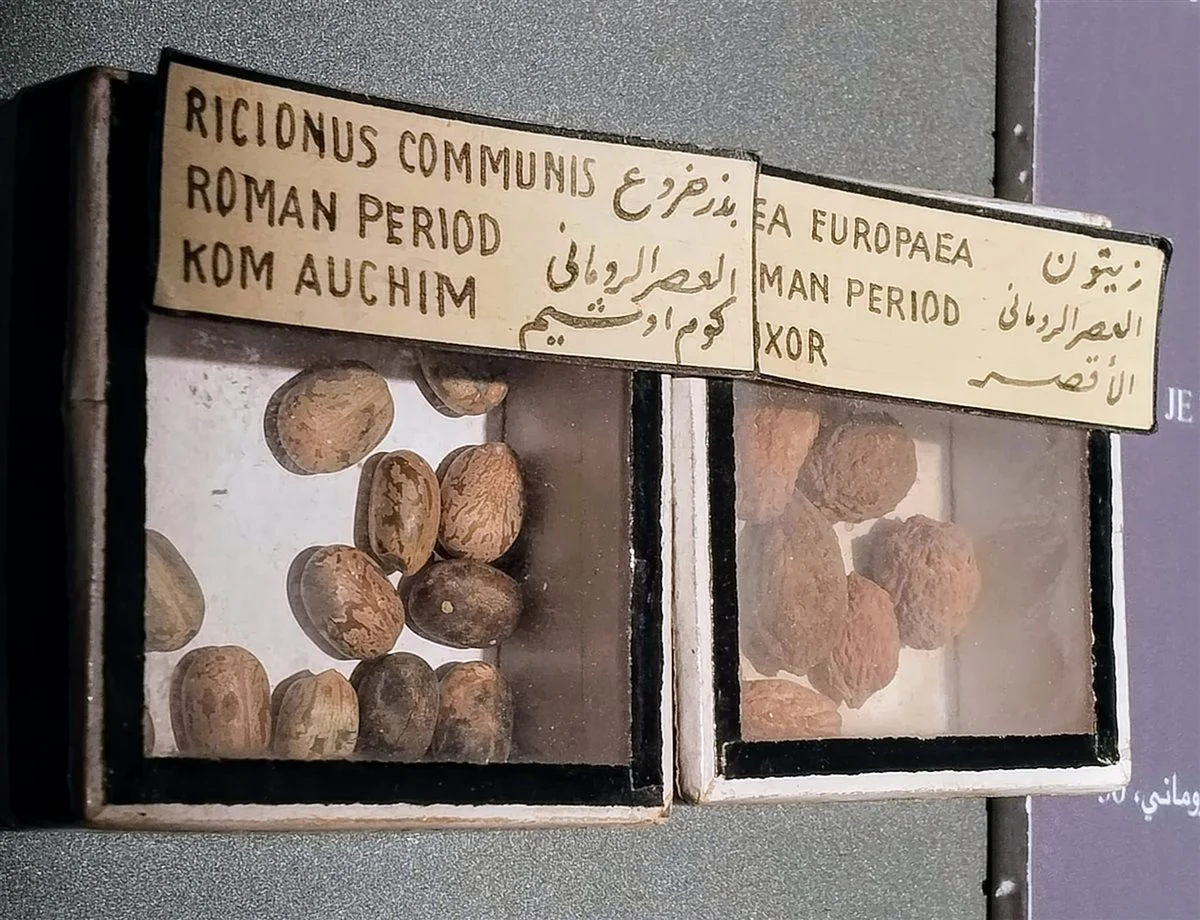 RICIONUS COMMUNIS
بذر خروع
ROMAN PERIOD
العصر الرومانى
KOM AUCHIM
كوم اوشيم
EA EUROPAEA
زيتون
MAN PERIOD
العصر الرومانى
XOR
الأقصر
JE